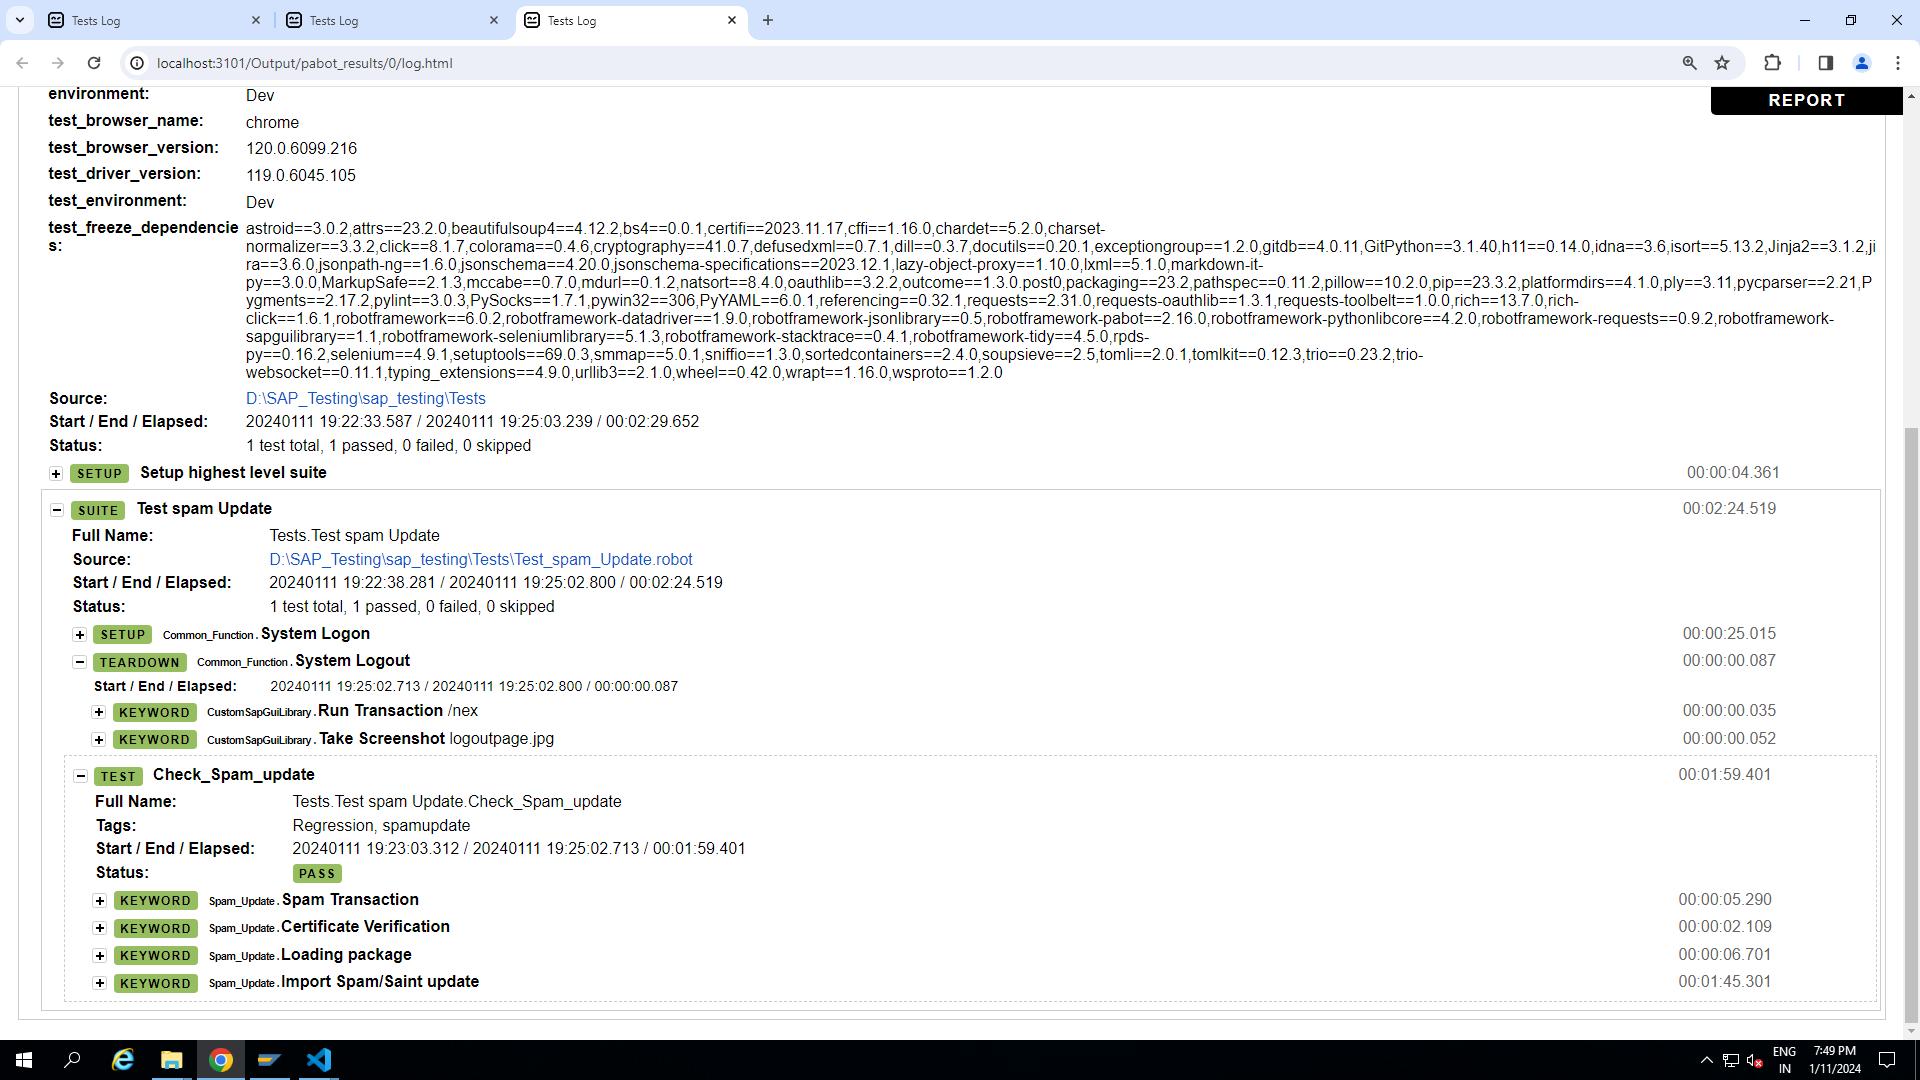 Tests Log
Tests Log
Tests Log
localhost:3101/Output/pabot_results/0/log.html
REPORT
environment: Dev
test_browser_name: chrome
test_browser_version: 120.0.6099.216
test_driver_version: 119.0.6045.105
test_environment: Dev
test_freeze_dependencie astroid==3.0.2,attrs==23.2.0,beautifulsoup4==4.12.2,bs4==0.0.1,certifi==2023.11.17,cffi==1.16.0,chardet==5.2.0,charset-
s: normalizer==3.3.2,click==8.1.7,colorama==0.4.6,cryptography==41.0.7,defusedxml==0.7.1,dill==0.3.7,docutils==0.20.1,exceptiongroup==1.2.0,gitdb==4.0.11,GitPython==3.1.40,h11==0.14.0,idna==3.6,isort==5.13.2,Jinja2==3.1.2,ji
ra==3.6.0,jsonpath-ng==1.6.0,jsonschema==4.20.0,jsonschema-specifications==2023.12.1,lazy-object-proxy==1.10.0,lxml==5.1.0,markdown-it-
py==3.0.0,MarkupSafe==2.1.3,mccabe==0.7.0,mdurl==0.1.2,natsort==8.4.0,oauthlib==3.2.2,outcome==1.3.0.post0,packaging==23.2,pathspec==0.11.2,pillow==10.2.0,pip==23.3.2,platformdirs==4.1.0,ply==3.11,pycparser==2.21,P
ygments==2.17.2,pylint==3.0.3,PySocks==1.7.1,pywin32==306,PyYAML==6.0.1,referencing==0.32.1,requests==2.31.0,requests-oauthlib==1.3.1,requests-toolbelt==1.0.0,rich==13.7.0,rich-
click==1.6.1,robotframework==6.0.2,robotframework-datadriver==1.9.0,robotframework-jsonlibrary==0.5,robotframework-pabot==2.16.0,robotframework-pythonlibcore==4.2.0,robotframework-requests==0.9.2,robotframework-
sapguilibrary==1.1,robotframework-seleniumlibrary==5.1.3,robotframework-stacktrace==0.4.1,robotframework-tidy==4.5.0,rpds-
py==0.16.2,selenium==4.9.1,setuptools==69.0.3,smmap==5.0.1,sniffio==1.3.0,sortedcontainers==2.4.0,soupsieve==2.5,tomli==2.0.1,tomlkit==0.12.3,trio==0.23.2,trio-
websocket==0.11.1,typing_extensions==4.9.0,urllib3==2.1.0,wheel==0.42.0,wrapt==1.16.0,wsproto==1.2.0
Source: D:\SAP_Testing\sap_testing\Tests
Start / End / Elapsed: 20240111 19:22:33.587 / 20240111 19:25:03.239 / 00:02:29.652
Status: 1 test total, 1 passed, 0 failed, 0 skipped
SETUP Setup highest level suite 00:00:04.361
SUITE Test spam Update 00:02:24.519
Full Name: Tests.Test spam Update
Source: D:\SAP_Testing\sap_testing\Tests\Test_spam_Update.robot
Start / End / Elapsed: 20240111 19:22:38.281 / 20240111 19:25:02.800 / 00:02:24.519
Status: 1 test total, 1 passed, 0 failed, 0 skipped
SETUP Common_Function. System Logon 00:00:25.015
TEARDOWN Common_Function. System Logout 00:00:00.087
Start / End / Elapsed: 20240111 19:25:02.713 / 20240111 19:25:02.800 / 00:00:00.087
KEYWORD CustomSapGuiLibrary. Run Transaction /nex 00:00:00.035
KEYWORD CustomSapGuiLibrary. Take Screenshot logoutpage.jpg 00:00:00.052
TEST Check_Spam_update 00:01:59.401
Full Name: Tests.Test spam Update.Check_Spam_update
Tags: Regression, spamupdate
Start / End / Elapsed: 20240111 19:23:03.312 / 20240111 19:25:02.713 / 00:01:59.401
Status: PASS
KEYWORD Spam_Update. Spam Transaction 00:00:05.290
KEYWORD Spam_Update. Certificate Verification 00:00:02.109
KEYWORD Spam_Update. Loading package 00:00:06.701
KEYWORD Spam_Update. Import Spam/Saint update 00:01:45.301
ENG 7:49 PM
IN 1/11/2024